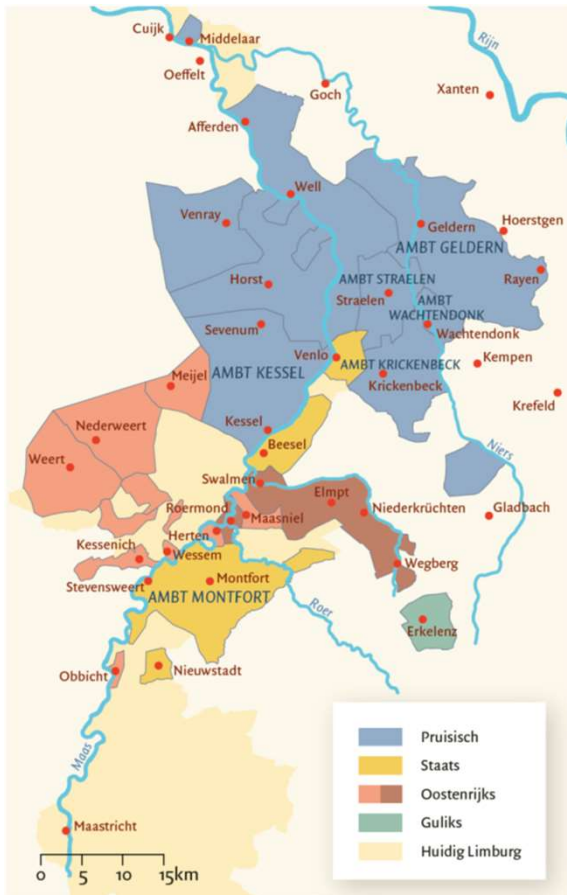 Cuijk
Middelaar
Oeffelt
Rijn
Goch
Xanten
Afferden
Well
Venray
Geldern
Hoerstgen
AMBT GELDERN
Horst
AMBT STRAELEN
Straelen
Rayen
AMBT
WACHTENDONK
Sevenum
Wachtendonk
Venlo
AMBT KRICKENBECK
Kempen
Meijel
AMBT KESSEL
Krickenbeck
Krefeld
Nederweert
Kessel
Beesel
Niers
Weert
Swalmen
Elmpt
Roermond
Maasniel
Niederkrüchten
Gladbach
Herten
Kessenich
Wessem
Wegberg
Stevensweert
Montfort
AMBT MONTFORT
Roer
Erkelenz
Obbicht
Nieuwstadt
Maas
Maastricht
0 5 10 15km
Pruisisch
Staats
Oostenrijks
Guliks
Huidig Limburg